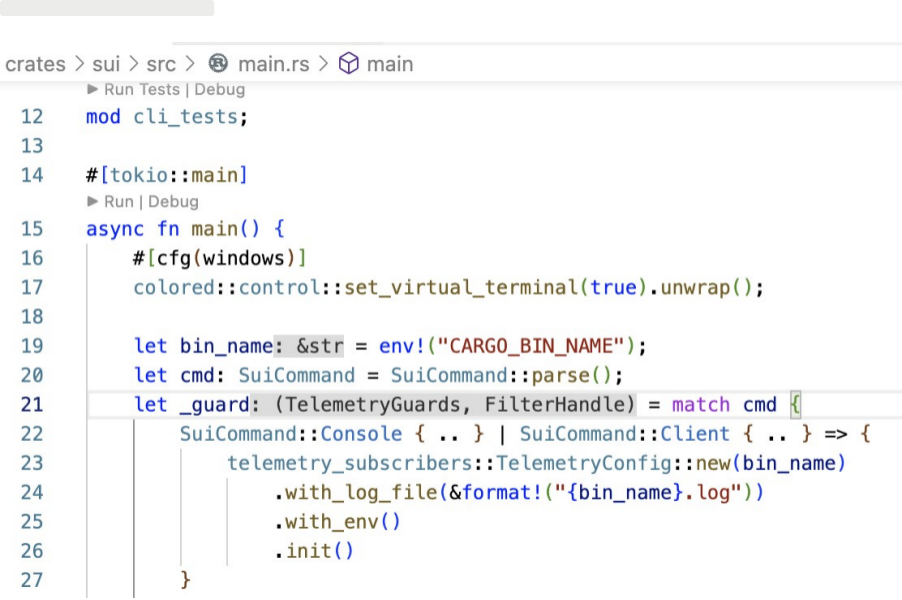 crates > sui > src > main.rs > main
▶ Run Tests | Debug
12 mod cli_tests;
13
14 #[tokio::main]
▶ Run | Debug
15 async fn main() {
16     #[cfg(windows)]
17     colored::control::set_virtual_terminal(true).unwrap();
18
19     let bin_name: &str = env!("CARGO_BIN_NAME");
20     let cmd: SuiCommand = SuiCommand::parse();
21     let _guard: (TelemetryGuards, FilterHandle) = match cmd {
22         SuiCommand::Console { .. } | SuiCommand::Client { .. } => {
23             telemetry_subscribers::TelemetryConfig::new(bin_name)
24                 .with_log_file(&format!("{bin_name}.log"))
25                 .with_env()
26                 .init()
27         }